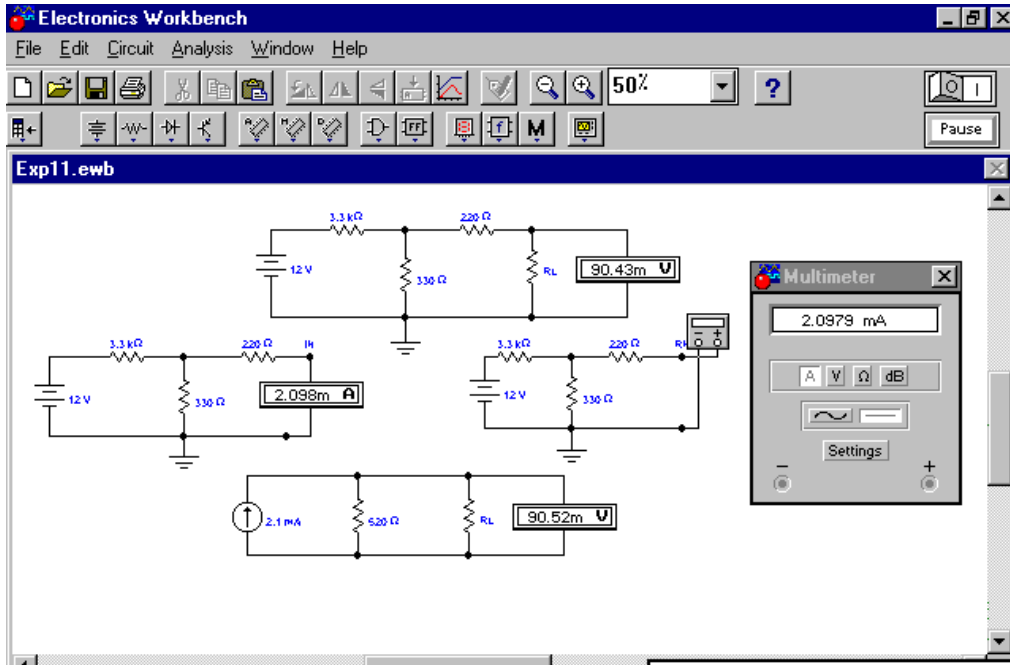 Electronics Workbench
File Edit Circuit Analysis Window Help
50% ?
M
Pause
Exp11.ewb
3.3 kΩ 220 Ω
12 V 330 Ω RL 90.43m V
3.3 kΩ 220 Ω IN
12 V 330 Ω 2.098m A
3.3 kΩ 220 Ω
12 V 330 Ω
2.1 mA 520 Ω RL 90.52m V
Multimeter
2.0979 mA
A V Ω dB
Settings
- +